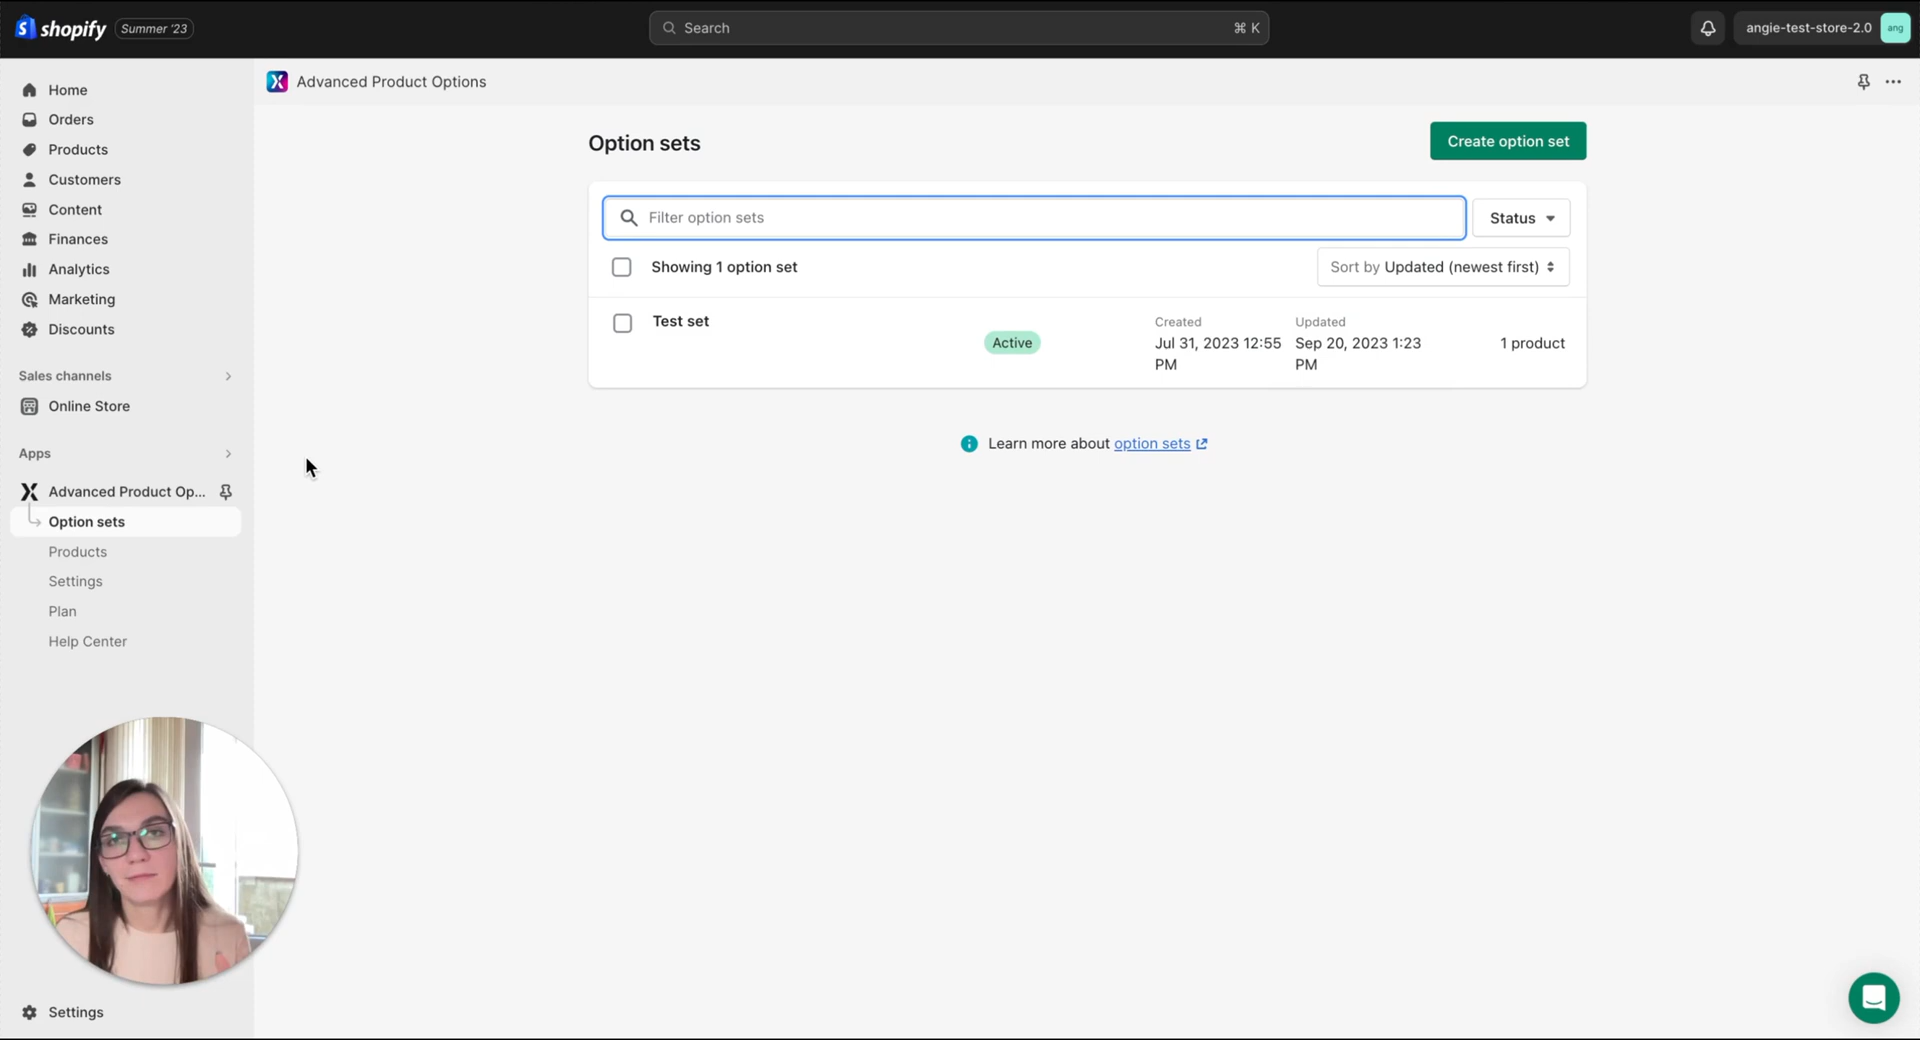 shopify Summer '23
Search ⌘ K
angie-test-store-2.0 ang
Home
Orders
Products
Customers
Content
Finances
Analytics
Marketing
Discounts
Sales channels
Online Store
Apps
Advanced Product Op...
Option sets
Products
Settings
Plan
Help Center
Settings
Advanced Product Options
Option sets
Create option set
Filter option sets
Status
Showing 1 option set
Sort by Updated (newest first)
Test set
Active
Created
Jul 31, 2023 12:55
PM
Updated
Sep 20, 2023 1:23
PM
1 product
Learn more about option sets